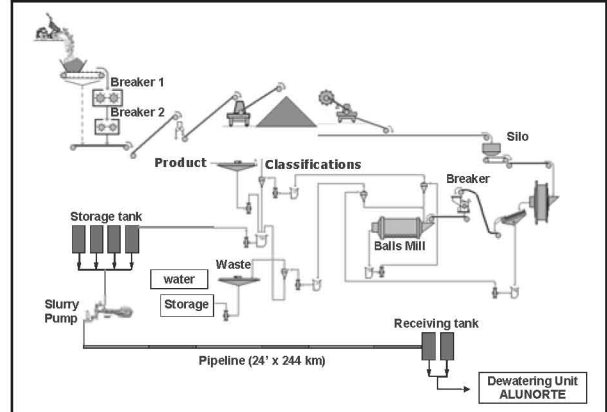 Breaker 1
Breaker 2
Silo
Product
Classifications
Breaker
Storage tank
Balls Mill
Waste
water
Storage
Slurry
Pump
Receiving tank
Pipeline (24' x 244 km)
Dewatering Unit
ALUNORTE